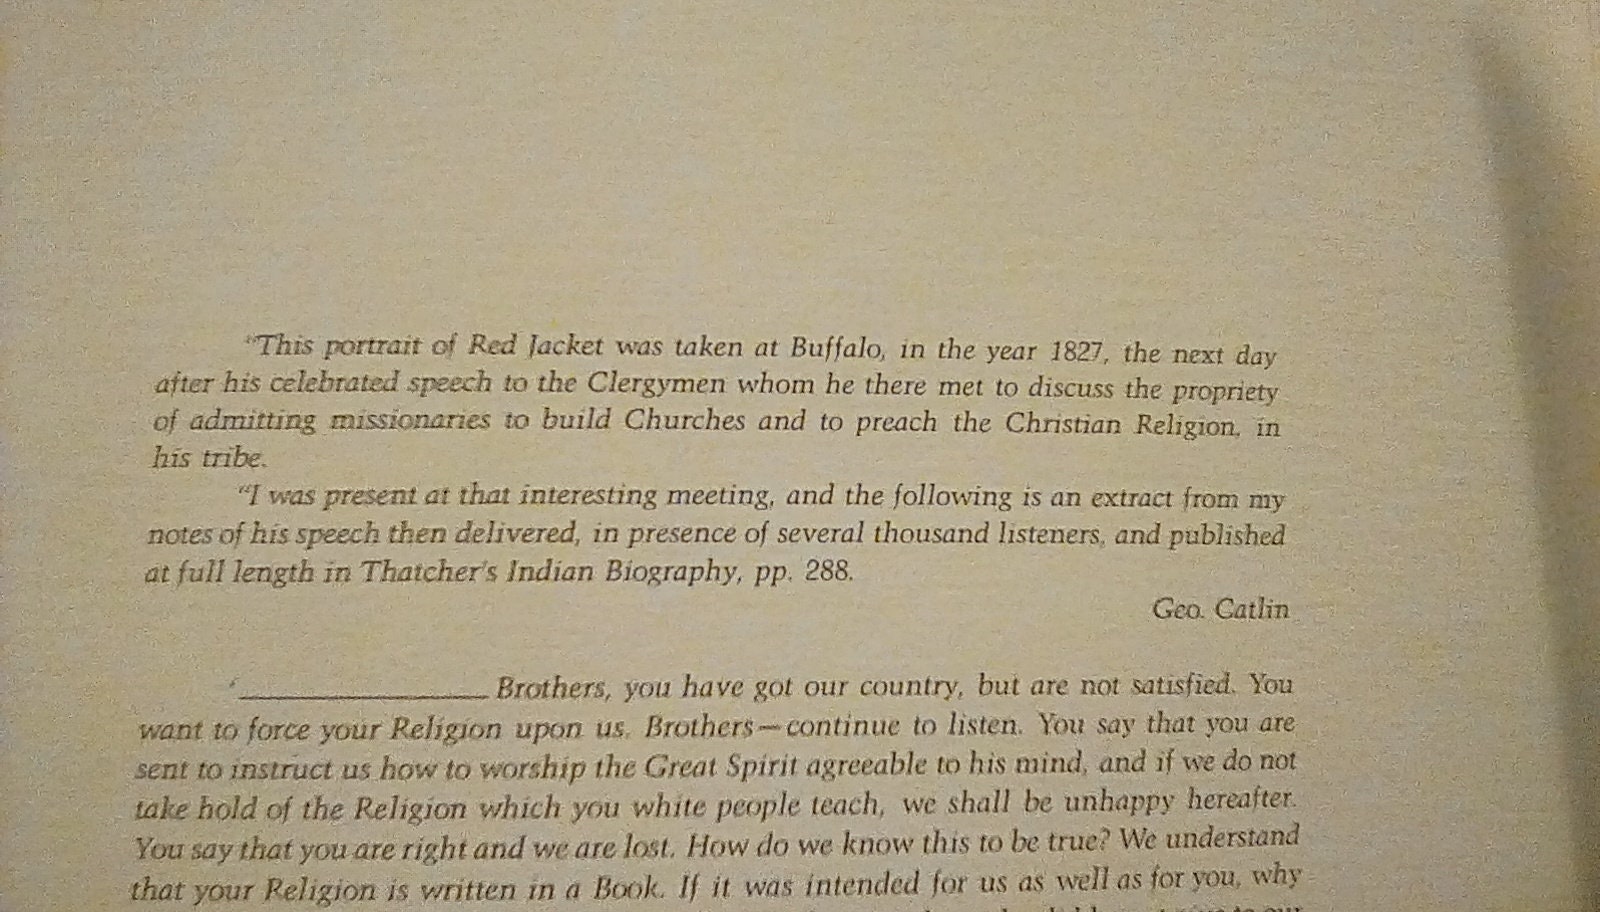 "This portrait of Red Jacket was taken at Buffalo, in the year 1827, the next day
after his celebrated speech to the Clergymen whom he there met to discuss the propriety
of admitting missionaries to build Churches and to preach the Christian Religion, in
his tribe.
"I was present at that interesting meeting, and the following is an extract from my
notes of his speech then delivered, in presence of several thousand listeners, and published
at full length in Thatcher's Indian Biography, pp. 288.
Geo. Catlin
'__________________ Brothers, you have got our country, but are not satisfied. You
want to force your Religion upon us. Brothers—continue to listen. You say that you are
sent to instruct us how to worship the Great Spirit agreeable to his mind, and if we do not
take hold of the Religion which you white people teach, we shall be unhappy hereafter.
You say that you are right and we are lost. How do we know this to be true? We understand
that your Religion is written in a Book. If it was intended for us as well as for you, why